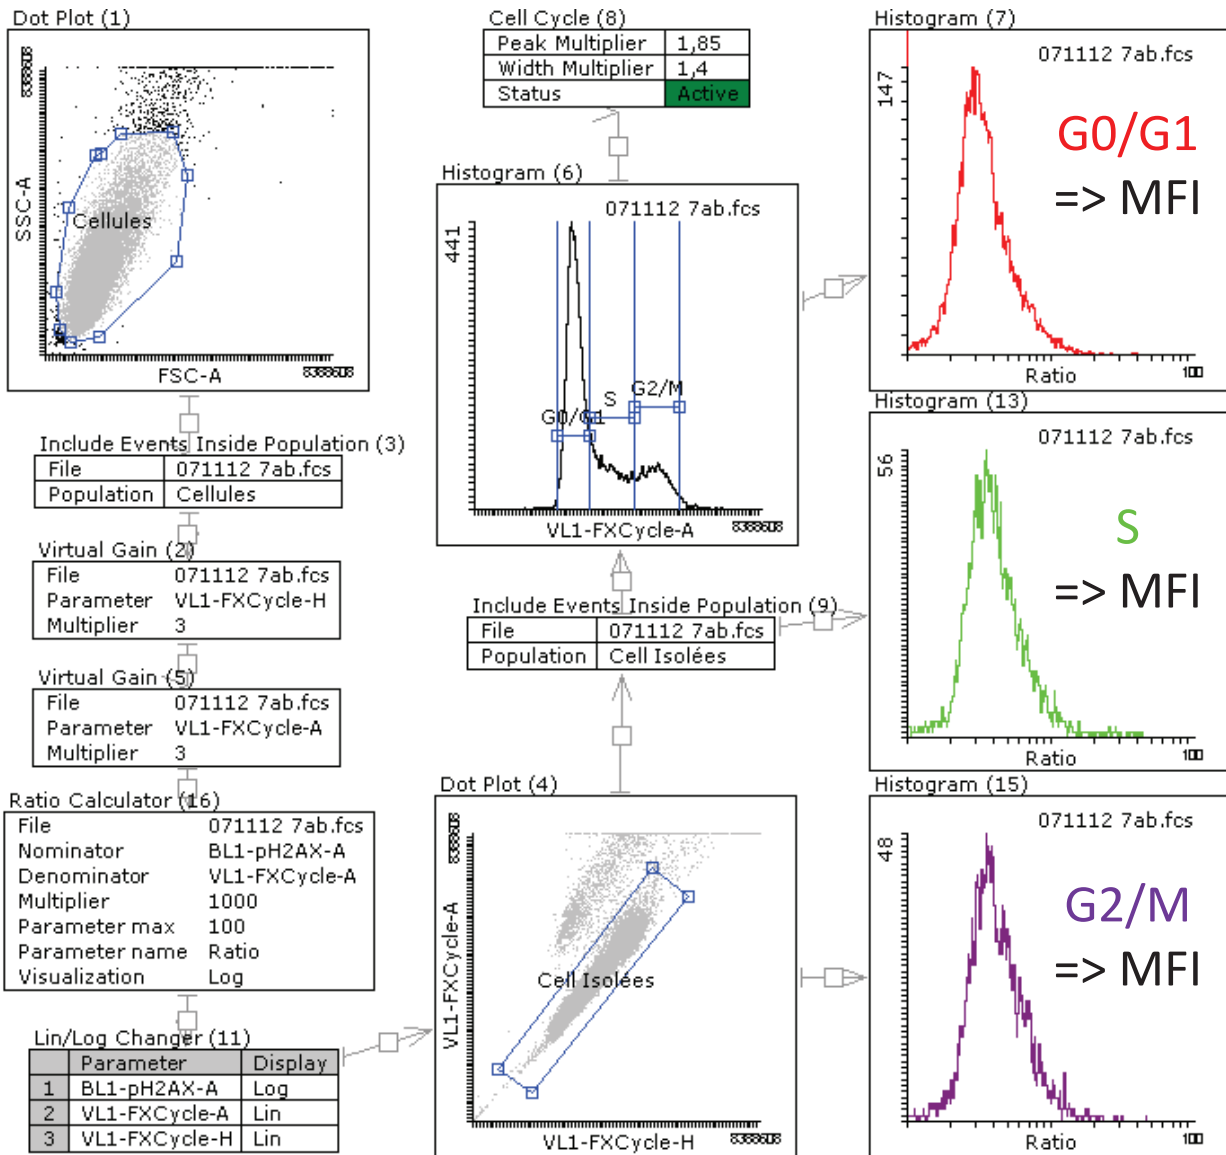 Dot Plot (1)
8388608
SSC-A
Cellules
FSC-A
8388608
Include Events Inside Population (3)
File 071112 7ab.fcs
Population Cellules
Virtual Gain (2)
File 071112 7ab.fcs
Parameter VL1-FXCycle-H
Multiplier 3
Virtual Gain (5)
File 071112 7ab.fcs
Parameter VL1-FXCycle-A
Multiplier 3
Ratio Calculator (16)
File 071112 7ab.fcs
Nominator BL1-pH2AX-A
Denominator VL1-FXCycle-A
Multiplier 1000
Parameter max 100
Parameter name Ratio
Visualization Log
Lin/Log Changer (11)
Parameter Display
1 BL1-pH2AX-A Log
2 VL1-FXCycle-A Lin
3 VL1-FXCycle-H Lin
Cell Cycle (8)
Peak Multiplier 1,85
Width Multiplier 1,4
Status Active
Histogram (6)
071112 7ab.fcs
441
G0/G1
S
G2/M
VL1-FXCycle-A
8388608
Include Events Inside Population (9)
File 071112 7ab.fcs
Population Cell Isolées
Dot Plot (4)
8388608
VL1-FXCycle-A
Cell Isolées
VL1-FXCycle-H
8388608
Histogram (7)
071112 7ab.fcs
147
G0/G1
=> MFI
Ratio
100
Histogram (13)
071112 7ab.fcs
56
S
=> MFI
Ratio
100
Histogram (15)
071112 7ab.fcs
48
G2/M
=> MFI
Ratio
100